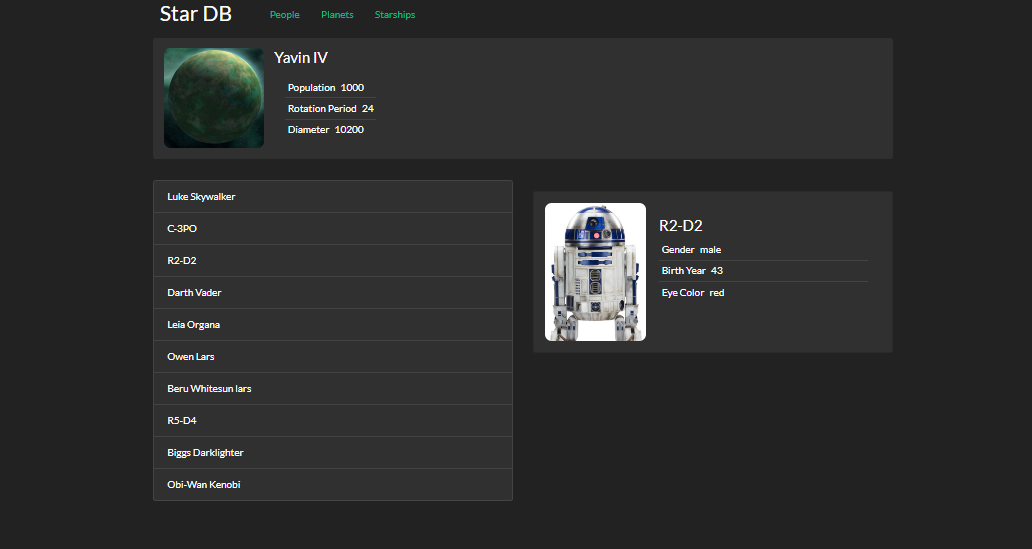 Star DB People Planets Starships
Yavin IV
Population 1000
Rotation Period 24
Diameter 10200
Luke Skywalker
C-3PO
R2-D2
Darth Vader
Leia Organa
Owen Lars
Beru Whitesun lars
R5-D4
Biggs Darklighter
Obi-Wan Kenobi
R2-D2
Gender male
Birth Year 43
Eye Color red